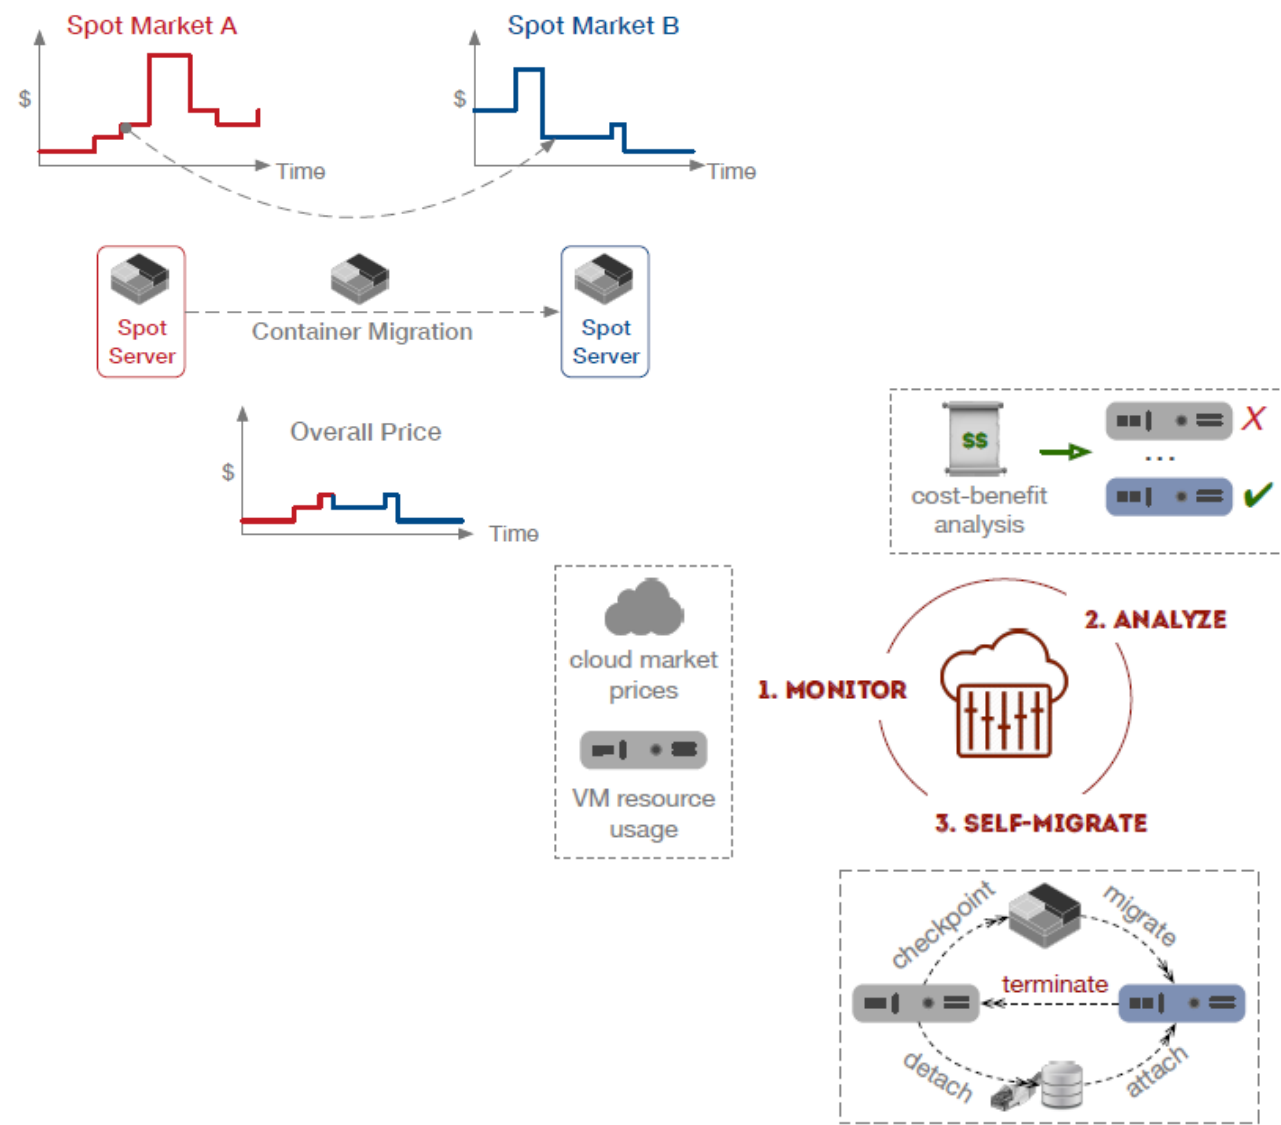 Spot Market A
$
Time
Spot Market B
$
Time
Spot
Server
Container Migration
Spot
Server
Overall Price
$
Time
$$
cost-benefit
analysis
X
...
cloud market
prices
VM resource
usage
1. MONITOR
2. ANALYZE
3. SELF-MIGRATE
checkpoint
migrate
terminate
detach
attach